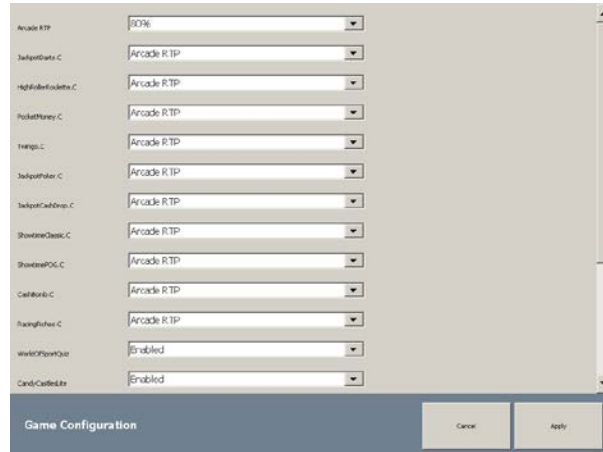 Arcade RTP 80%
JackpotDarts.C Arcade RTP
HighRollerRoulette.C Arcade RTP
PocketMoney.C Arcade RTP
Arcade RTP
JackpotPoker.C Arcade RTP
JackpotCashDrop.C Arcade RTP
ShowtimeClassic.C Arcade RTP
ShowtimePOG.C Arcade RTP
CashBomb.C Arcade RTP
RacingRiches.C Arcade RTP
WorldOfSportQuiz Enabled
CandyCastlesLite Enabled
Game Configuration Cancel Apply